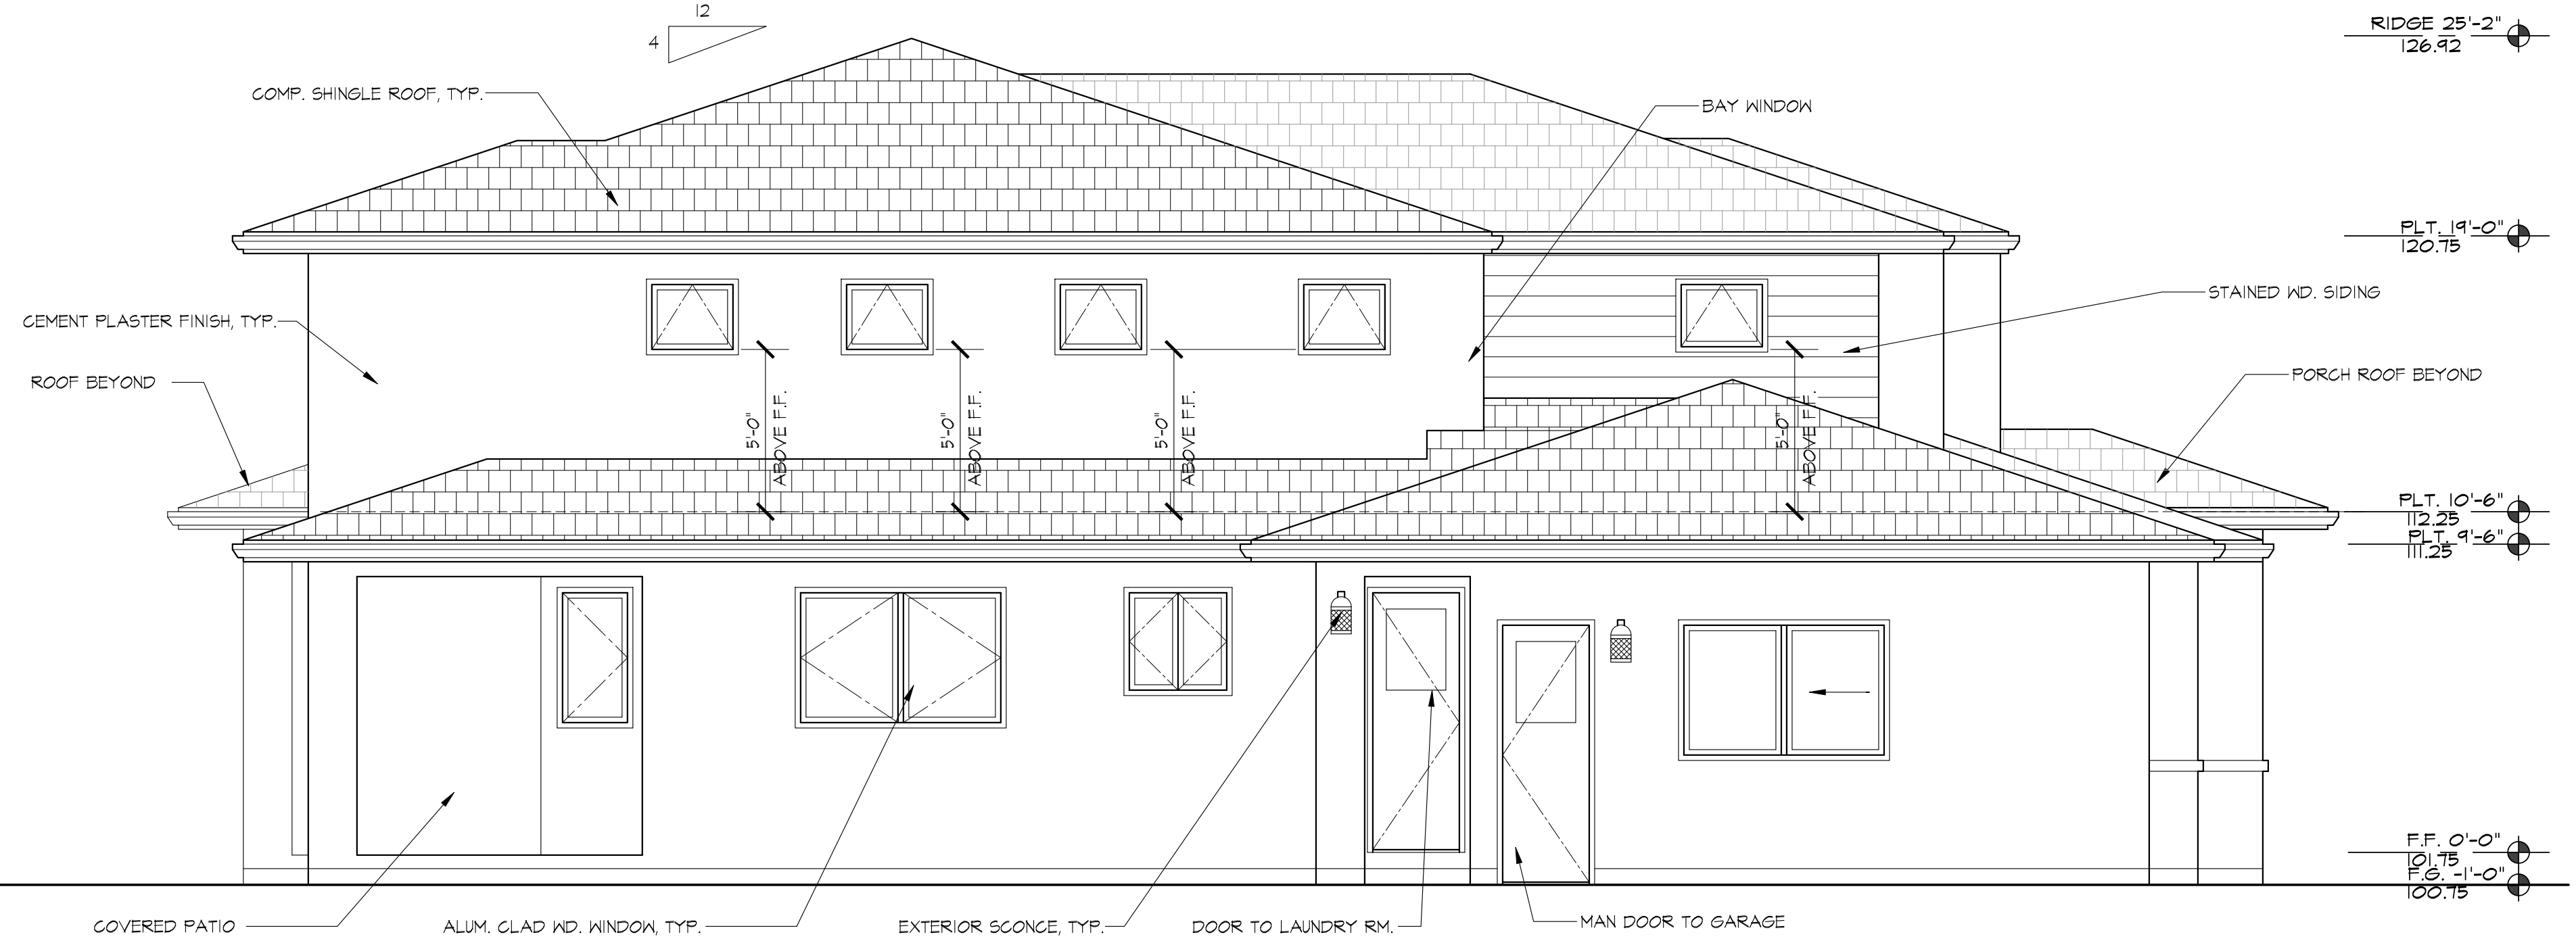 12
4
RIDGE 25'-2"
126.92
COMP. SHINGLE ROOF, TYP.
BAY WINDOW
PLT. 19'-0"
120.75
STAINED WD. SIDING
CEMENT PLASTER FINISH, TYP.
ROOF BEYOND
PORCH ROOF BEYOND
5'-0"
ABOVE F.F.
5'-0"
ABOVE F.F.
5'-0"
ABOVE F.F.
5'-0"
ABOVE F.F.
PLT. 10'-6"
112.25
PLT. 9'-6"
111.25
F.F. 0'-0"
101.75
F.G. -1'-0"
100.75
COVERED PATIO
ALUM. CLAD WD. WINDOW, TYP.
EXTERIOR SCONCE, TYP.
DOOR TO LAUNDRY RM.
MAN DOOR TO GARAGE